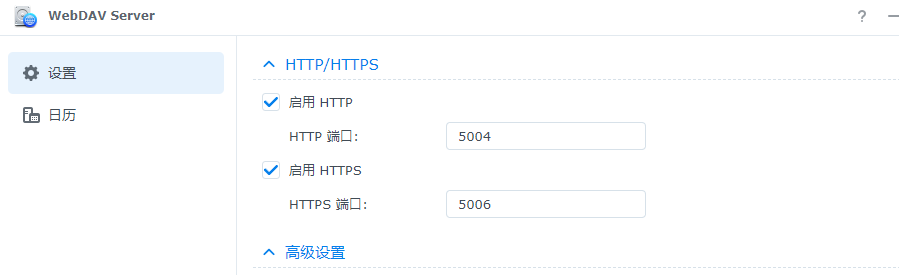 WebDAV Server
设置
日历
HTTP/HTTPS
启用 HTTP
HTTP 端口: 5004
启用 HTTPS
HTTPS 端口: 5006
高级设置